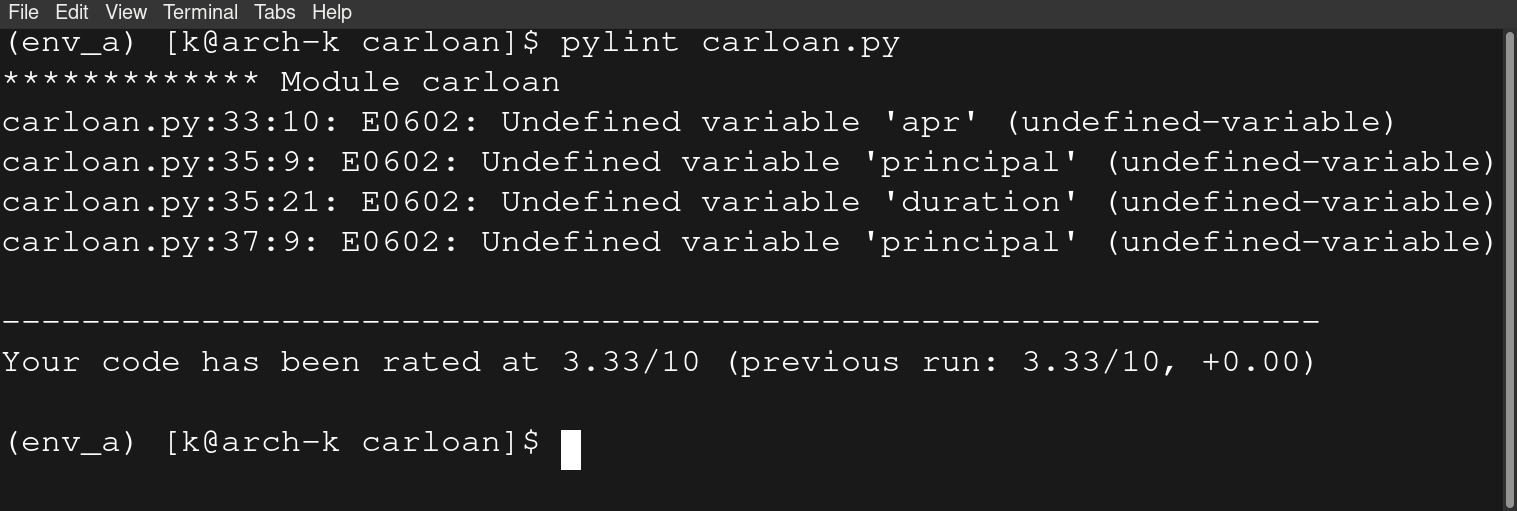 File Edit View Terminal Tabs Help
(env_a) [k@arch-k carloan]$ pylint carloan.py
************* Module carloan
carloan.py:33:10: E0602: Undefined variable 'apr' (undefined-variable)
carloan.py:35:9: E0602: Undefined variable 'principal' (undefined-variable)
carloan.py:35:21: E0602: Undefined variable 'duration' (undefined-variable)
carloan.py:37:9: E0602: Undefined variable 'principal' (undefined-variable)
------------------------------------------------------------------
Your code has been rated at 3.33/10 (previous run: 3.33/10, +0.00)
(env_a) [k@arch-k carloan]$